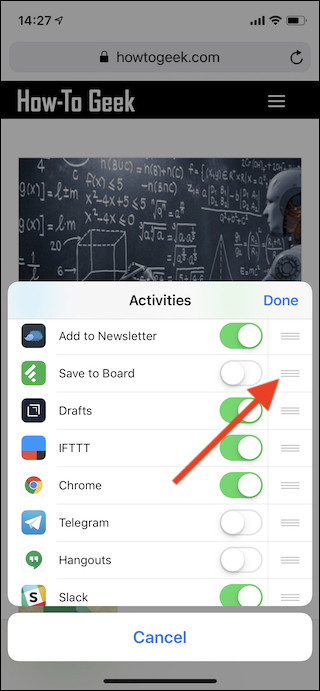 14:27
howtogeek.com
How-To Geek
Activities
Done
Add to Newsletter
Save to Board
Drafts
IFTTT
Chrome
Telegram
Hangouts
Slack
Cancel